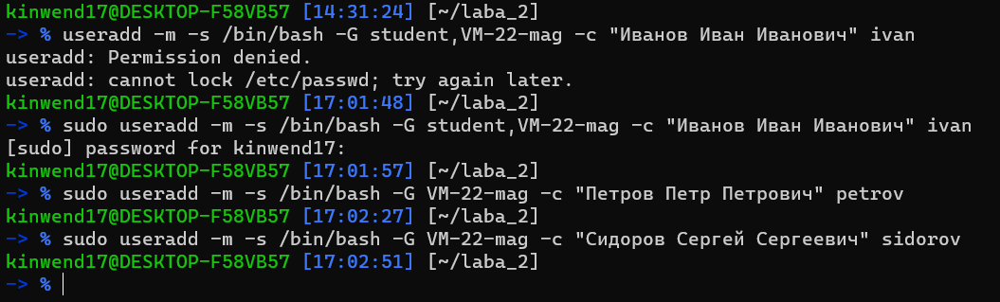 kinwend17@DESKTOP-F58VB57 [14:31:24] [~/laba_2]
-> % useradd -m -s /bin/bash -G student,VM-22-mag -c "Иванов Иван Иванович" ivan
useradd: Permission denied.
useradd: cannot lock /etc/passwd; try again later.
kinwend17@DESKTOP-F58VB57 [17:01:48] [~/laba_2]
-> % sudo useradd -m -s /bin/bash -G student,VM-22-mag -c "Иванов Иван Иванович" ivan
[sudo] password for kinwend17:
kinwend17@DESKTOP-F58VB57 [17:01:57] [~/laba_2]
-> % sudo useradd -m -s /bin/bash -G VM-22-mag -c "Петров Петр Петрович" petrov
kinwend17@DESKTOP-F58VB57 [17:02:27] [~/laba_2]
-> % sudo useradd -m -s /bin/bash -G VM-22-mag -c "Сидоров Сергей Сергеевич" sidorov
kinwend17@DESKTOP-F58VB57 [17:02:51] [~/laba_2]
-> %